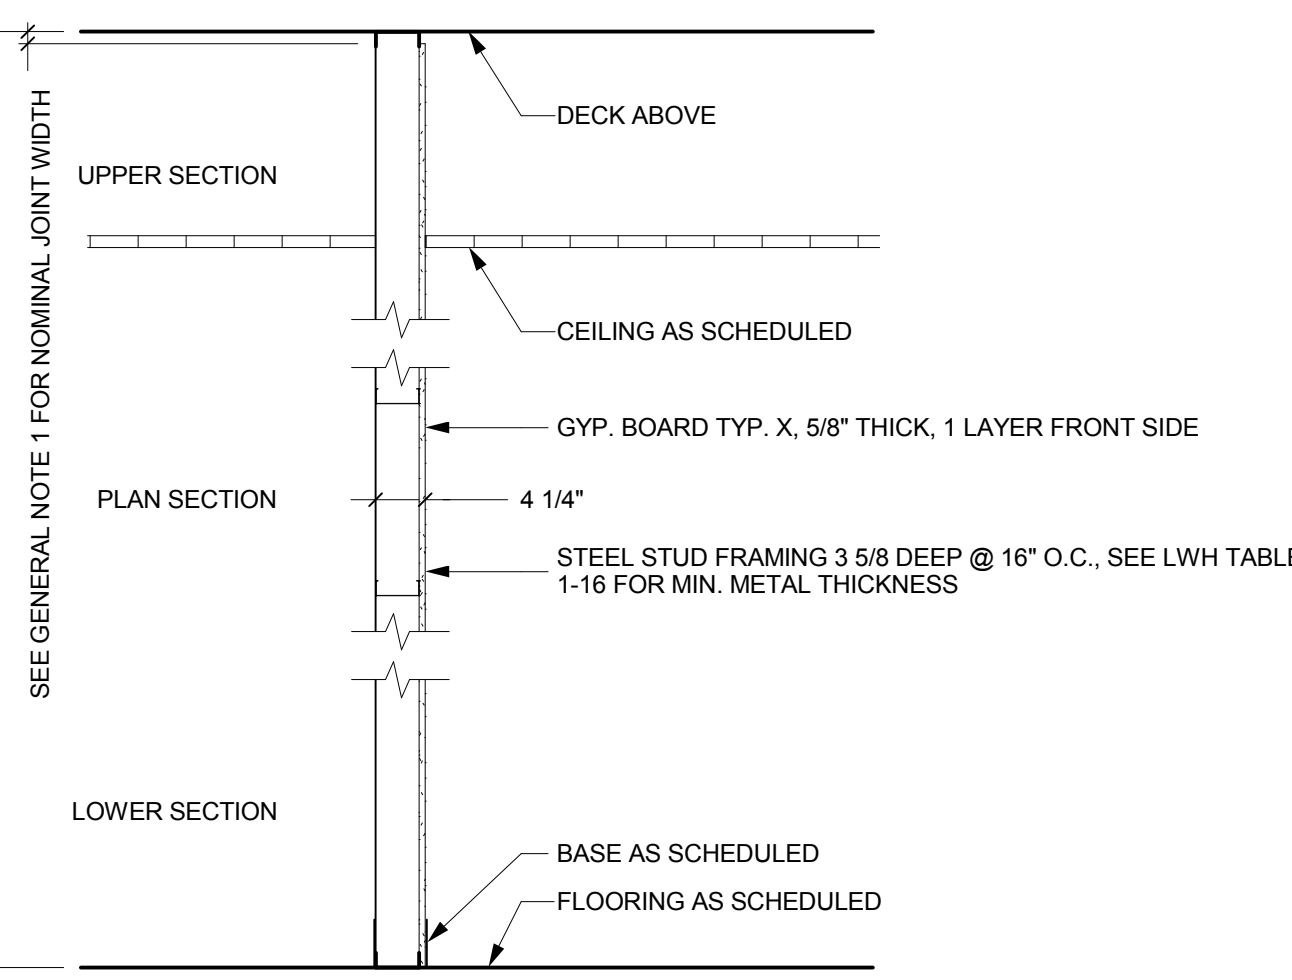 SEE GENERAL NOTE 1 FOR NOMINAL JOINT WIDTH
DECK ABOVE
UPPER SECTION
CEILING AS SCHEDULED
GYP. BOARD TYP. X, 5/8" THICK, 1 LAYER FRONT SIDE
PLAN SECTION
4 1/4"
STEEL STUD FRAMING 3 5/8 DEEP @ 16" O.C., SEE LWH TABLE
1-16 FOR MIN. METAL THICKNESS
LOWER SECTION
BASE AS SCHEDULED
FLOORING AS SCHEDULED